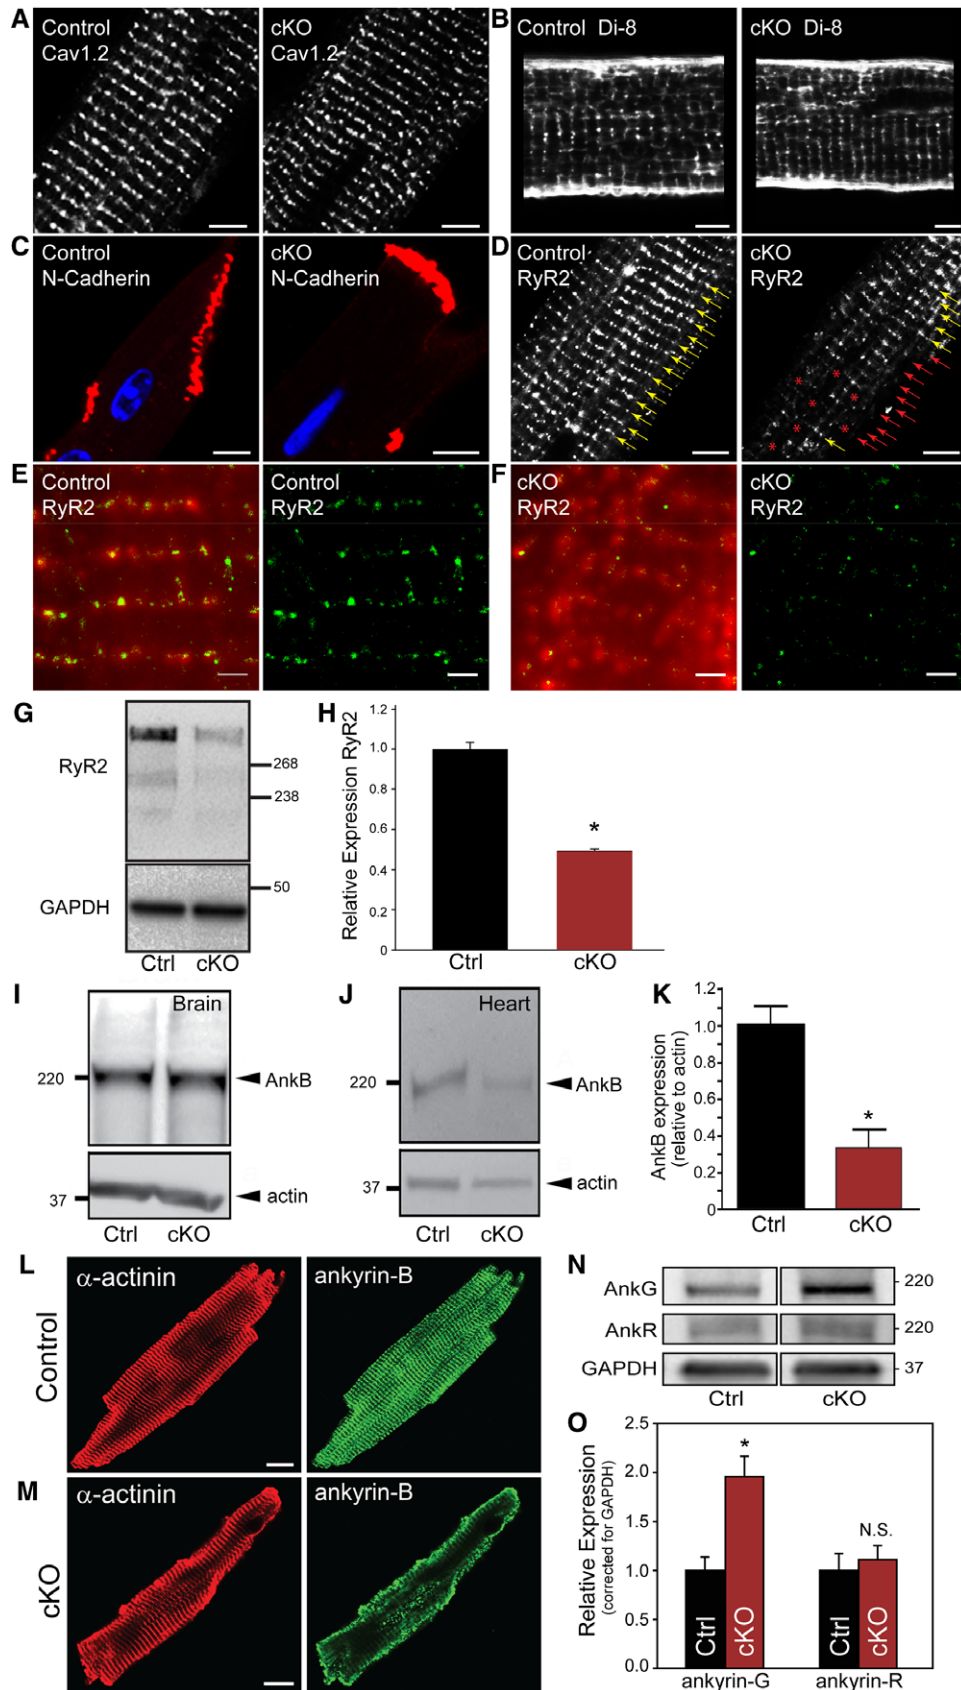 A Control Cav1.2
cKO Cav1.2
B Control Di-8
cKO Di-8
C Control N-Cadherin
cKO N-Cadherin
D Control RyR2
cKO RyR2
E Control RyR2
Control RyR2
F cKO RyR2
cKO RyR2
G
RyR2
268
238
50
GAPDH
Ctrl cKO
H
Relative Expression RyR2
1.2
1.0
0.8
0.6
0.4
0.2
0
*
Ctrl cKO
I
Brain
220
AnkB
37
actin
Ctrl cKO
J
Heart
220
AnkB
37
actin
Ctrl cKO
K
AnkB expression
(relative to actin)
1.2
1.0
0.8
0.6
0.4
0.2
0
*
Ctrl cKO
L
Control
α-actinin
ankyrin-B
M
cKO
α-actinin
ankyrin-B
N
AnkG
220
AnkR
220
GAPDH
37
Ctrl cKO
O
Relative Expression
(corrected for GAPDH)
2.5
2.0
1.5
1.0
0.5
0.0
*
N.S.
Ctrl cKO Ctrl cKO
ankyrin-G ankyrin-R